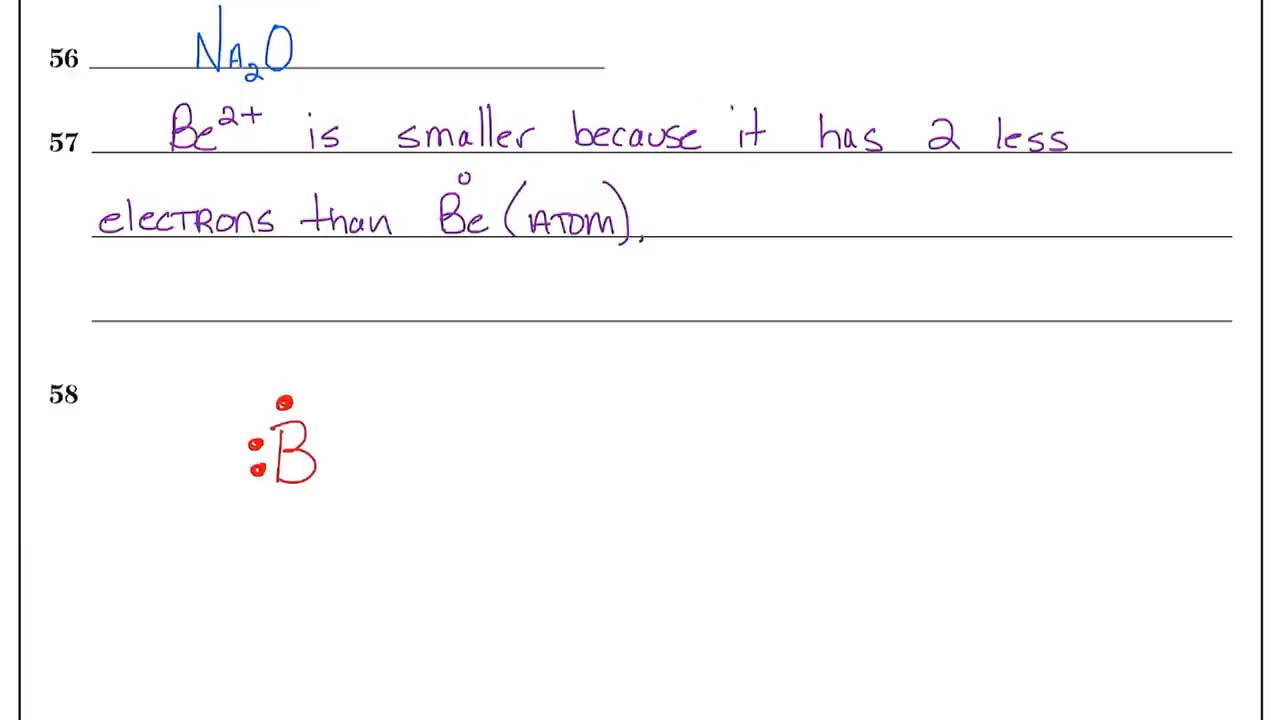 56 Na₂O
57 Be²⁺ is smaller because it has 2 less
electrons than Be⁰ (ATOM).
58
:Ḃ